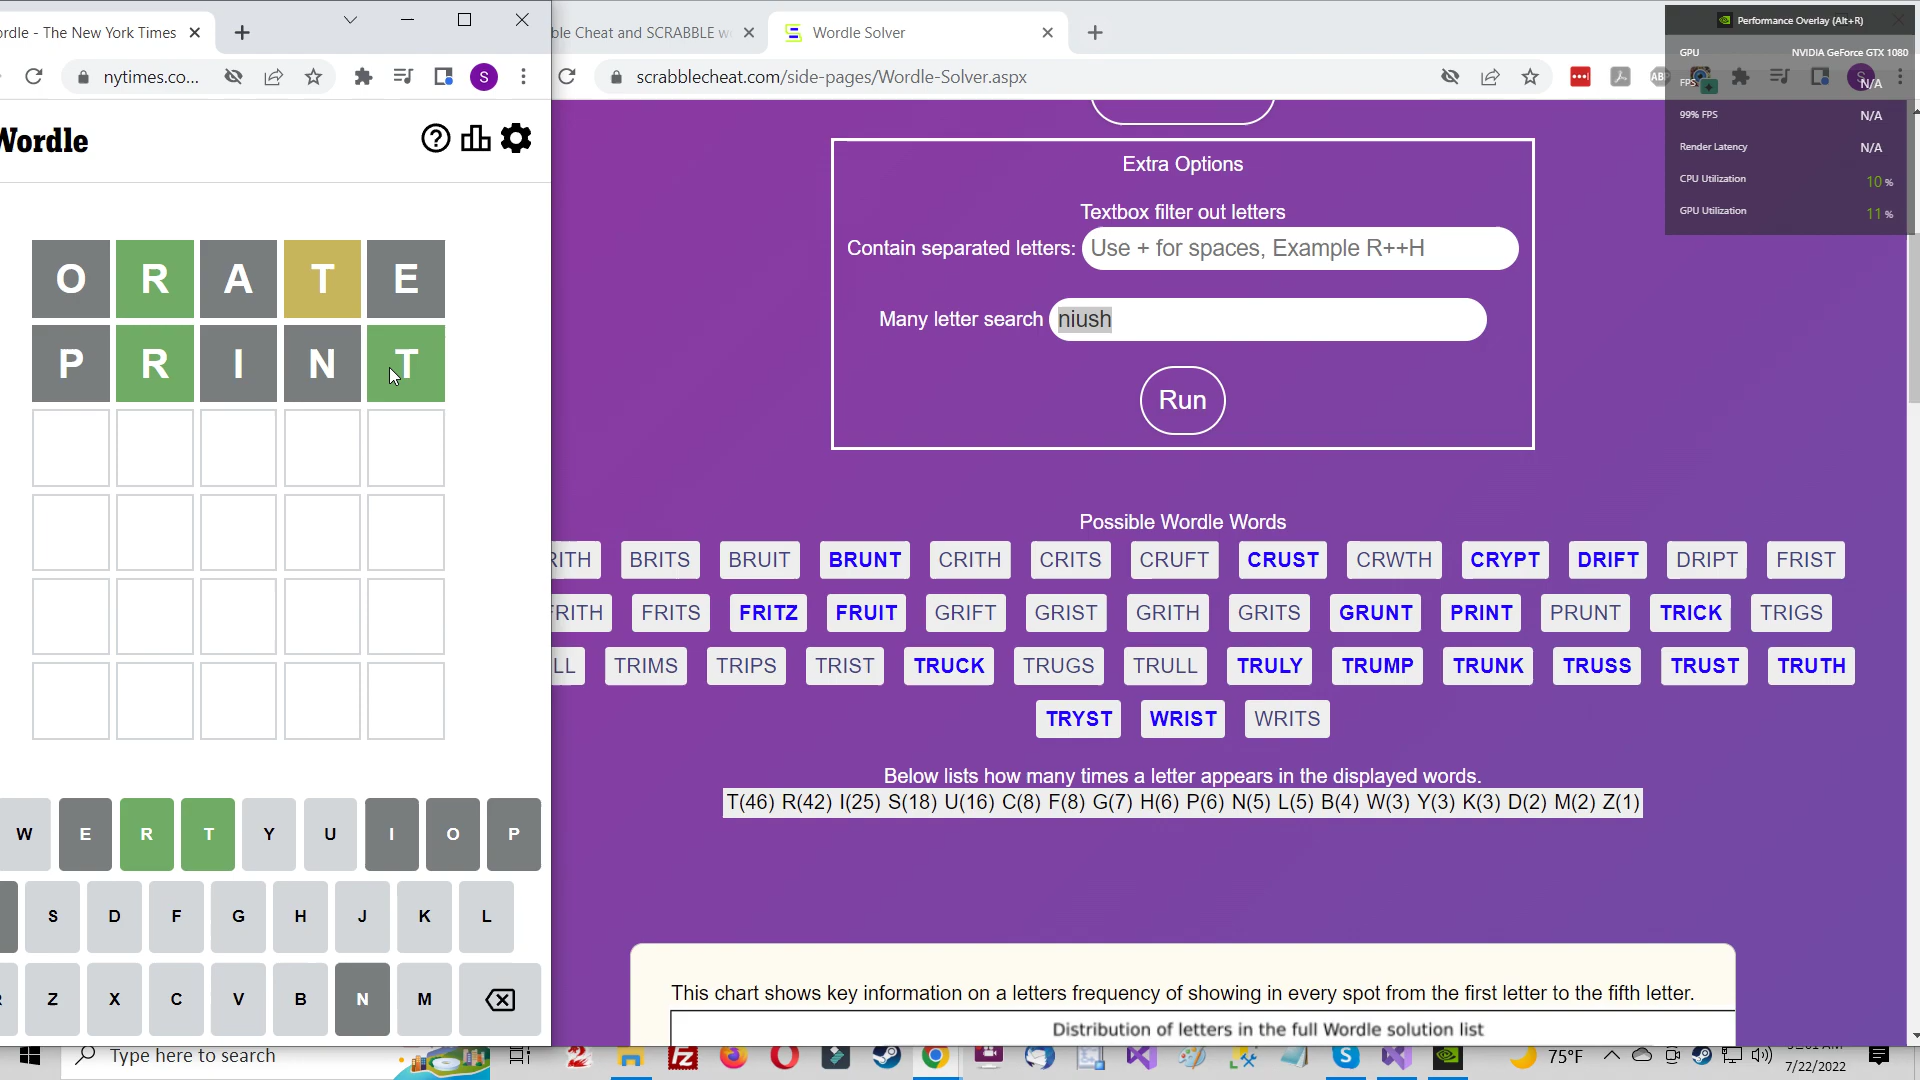 ordle - The New York Times
ble Cheat and SCRABBLE w
Wordle Solver
Performance Overlay (Alt+R)
nytimes.co...
S
scrabblecheat.com/side-pages/Wordle-Solver.aspx
GPU NVIDIA GeForce GTX 1080
FPS N/A
99% FPS N/A
Render Latency N/A
CPU Utilization 10 %
GPU Utilization 11 %
Wordle
O R A T E
P R I N T
W E R T Y U I O P
S D F G H J K L
Z X C V B N M
Extra Options
Textbox filter out letters
Contain separated letters: Use + for spaces, Example R++H
Many letter search niush
Run
Possible Wordle Words
RITH BRITS BRUIT BRUNT CRITH CRITS CRUFT CRUST CRWTH CRYPT DRIFT DRIPT FRIST
FRITH FRITS FRITZ FRUIT GRIFT GRIST GRITH GRITS GRUNT PRINT PRUNT TRICK TRIGS
LL TRIMS TRIPS TRIST TRUCK TRUGS TRULL TRULY TRUMP TRUNK TRUSS TRUST TRUTH
TRYST WRIST WRITS
Below lists how many times a letter appears in the displayed words.
T(46) R(42) I(25) S(18) U(16) C(8) F(8) G(7) H(6) P(6) N(5) L(5) B(4) W(3) Y(3) K(3) D(2) M(2) Z(1)
This chart shows key information on a letters frequency of showing in every spot from the first letter to the fifth letter.
Distribution of letters in the full Wordle solution list
Type here to search
75°F
7/22/2022